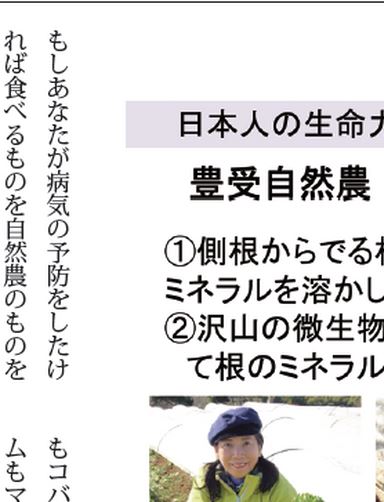 日本人の生命
豊受自然農
①側根からでる
ミネラルを溶かし
②沢山の微生物
て根のミネラル
もしあなたが病気の予防をしたけ
れば食べるものを自然農のものを
もコバ
ムもマ